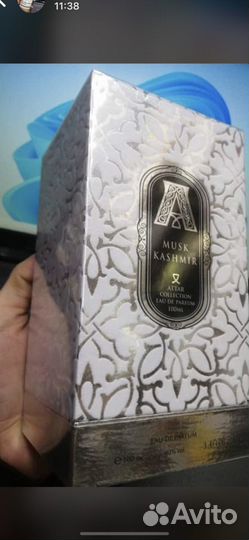 11:38
A
MUSK
KASHMIR
ATTAR
COLLECTION
EAU DE PARFUM
100ml
EAU DE PARFUM
Avito